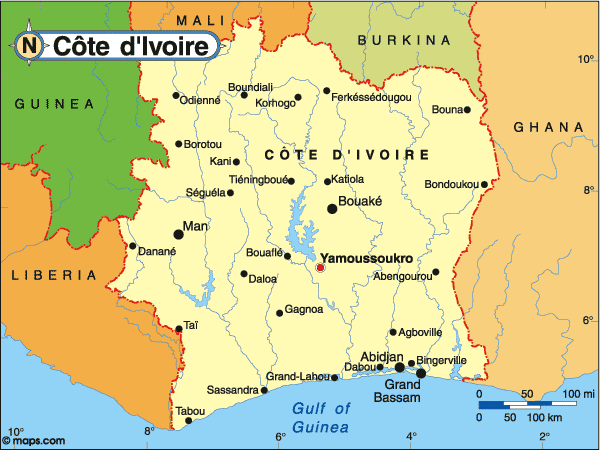 N
Côte d'Ivoire
MALI
BURKINA
GUINEA
GHANA
LIBERIA
CÔTE D'IVOIRE
Odienné
Boundiali
Korhogo
Ferkéssédougou
Bouna
Borotou
Kani
Tiéningboué
Katiola
Bondoukou
Séguéla
Bouaké
Man
Danané
Bouaflé
Yamoussoukro
Daloa
Abengourou
Gagnoa
Taï
Agboville
Abidjan
Bingerville
Dabou
Grand-Lahou
Grand
Bassam
Sassandra
Tabou
Gulf of
Guinea
10°
8°
6°
4°
2°
10°
8°
6°
0 50 100 mi
0 50 100 km
© maps.com